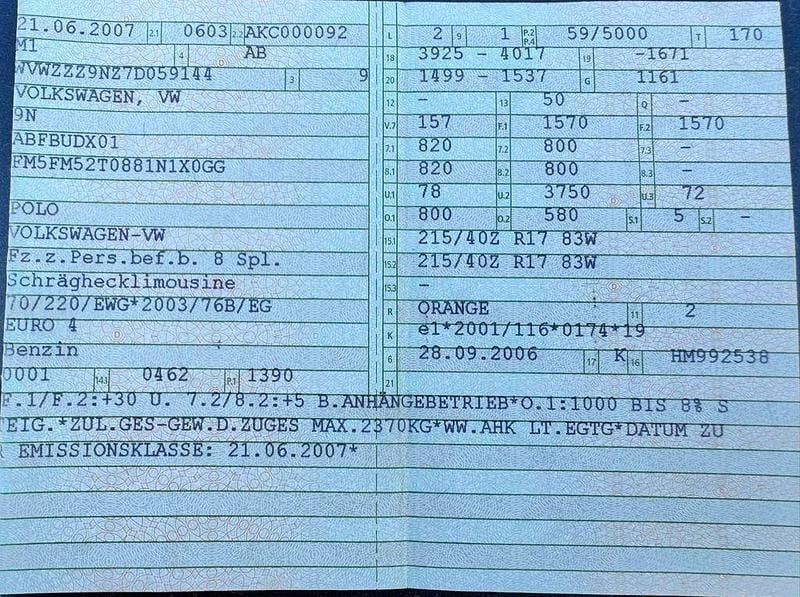 21.06.2007 2.1 0603 2.2 AKC000092
M1 4 AB
WVWZZZ9NZ7D059144 3 9
VOLKSWAGEN, VW
9N
ABFBUDX01
FM5FM52T0881N1X0GG
POLO
VOLKSWAGEN-VW
Fz.z.Pers.bef.b. 8 Spl.
Schräghecklimousine
70/220/EWG*2003/76B/EG
EURO 4
Benzin
0001 14.1 0462 P.1 1390
L 2 9 1 P.2 P.4 59/5000 T 170
18 3925 - 4017 19 -1671
20 1499 - 1537 G 1161
12 - 13 50 Q -
V.7 157 F.1 1570 F.2 1570
7.1 820 7.2 800 7.3 -
8.1 820 8.2 800 8.3 -
U.1 78 U.2 3750 U.3 72
O.1 800 O.2 580 S.1 5 S.2 -
15.1 215/40Z R17 83W
15.2 215/40Z R17 83W
15.3 -
R ORANGE 11 2
K e1*2001/116*0174*19
6 28.09.2006 17 K 16 HM992538
21
F.1/F.2:+30 U. 7.2/8.2:+5 B.ANHÄNGEBETRIEB*O.1:1000 BIS 8% S
TEIG.*ZUL.GES-GEW.D.ZUGES MAX.2370KG*WW.AHK LT.EGTG*DATUM ZU
R EMISSIONSKLASSE: 21.06.2007*